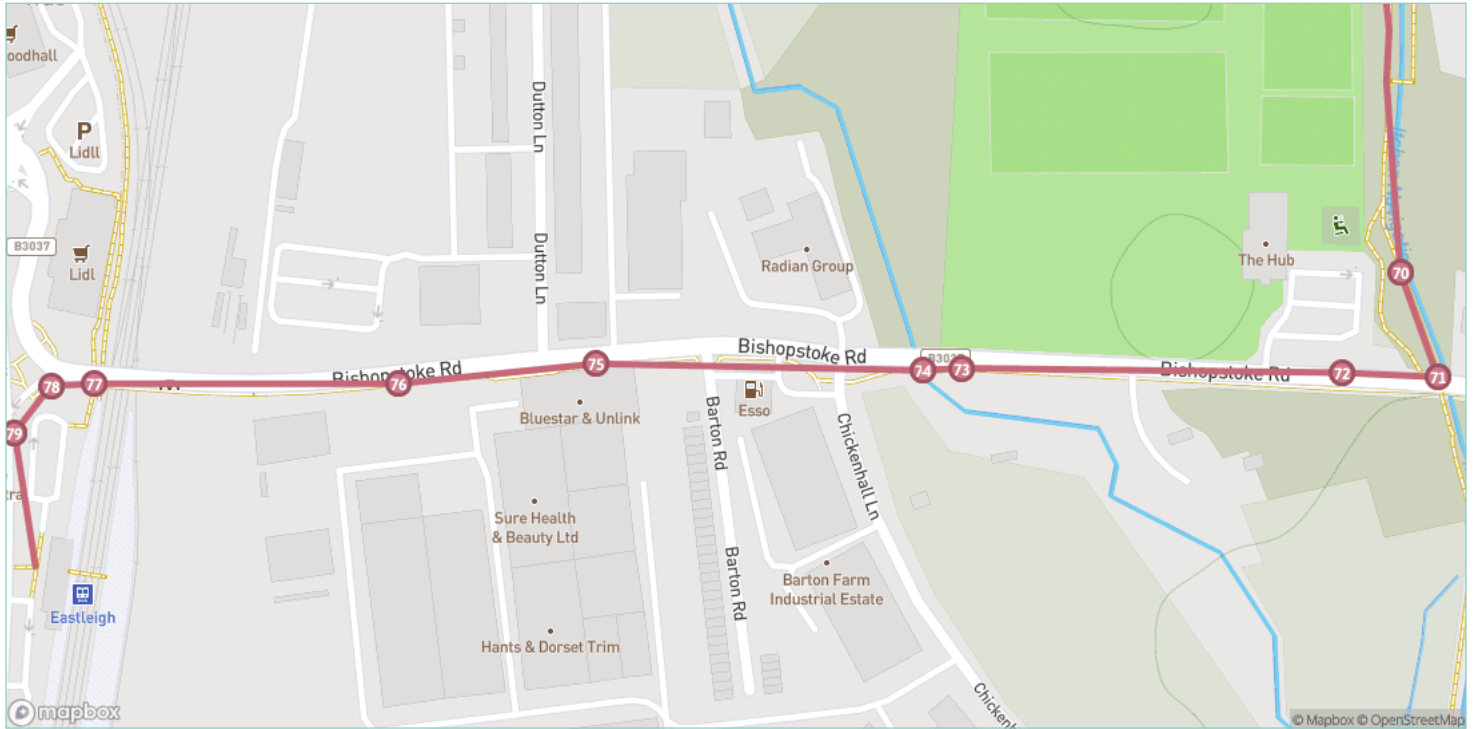 oodhall
P
Lidll
B3037
Lidl
Dutton Ln
Dutton Ln
Radian Group
The Hub
70
Bishopstoke Rd
Bishopstoke Rd
Bishopstoke Rd
71
72
73
74
75
76
77
78
79
Bluestar & Unlink
Esso
Barton Rd
Chickenhall Ln
Sure Health
& Beauty Ltd
Barton Rd
Barton Farm
Industrial Estate
Eastleigh
Hants & Dorset Trim
mapbox
© Mapbox © OpenStreetMap